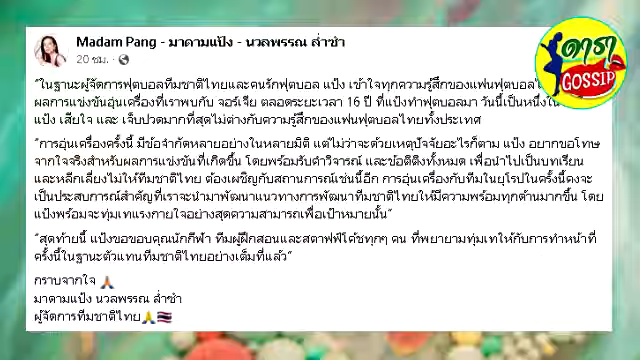 Madam Pang - มาดามแป้ง - นวลพรรณ ล่ำซำ
20 ชม. ·
ดารา
GOSSIP
“ในฐานะผู้จัดการฟุตบอลทีมชาติไทยและคนรักฟุตบอล แป้ง เข้าใจทุกความรู้สึกของแฟนฟุตบอล
ผลการแข่งขันอุ่นเครื่องที่เราพบกับ จอร์เจีย ตลอดระยะเวลา 16 ปี ที่แป้งทำฟุตบอลมา วันนี้เป็นหนึ่งใน
แป้ง เสียใจ และ เจ็บปวดมากที่สุดไม่ต่างกับความรู้สึกของแฟนฟุตบอลไทยทั้งประเทศ
“การอุ่นเครื่องครั้งนี้ มีข้อจำกัดหลายอย่างในหลายมิติ แต่ไม่ว่าจะด้วยเหตุปัจจัยอะไรก็ตาม แป้ง อยากขอโทษ
จากใจจริงสำหรับผลการแข่งขันที่เกิดขึ้น โดยพร้อมรับคำวิจารณ์ และข้อติติงทั้งหมด เพื่อนำไปเป็นบทเรียน
และหลีกเลี่ยงไม่ให้ทีมชาติไทย ต้องเผชิญกับสถานการณ์เช่นนี้อีก การอุ่นเครื่องกับทีมในยุโรปในครั้งนี้คงจะ
เป็นประสบการณ์สำคัญที่เราจะนำมาพัฒนาแนวทางการพัฒนาทีมชาติไทยให้มีความพร้อมทุกด้านมากขึ้น โดย
แป้งพร้อมจะทุ่มเทแรงกายใจอย่างสุดความสามารถเพื่อเป้าหมายนั้น”
“สุดท้ายนี้ แป้งขอขอบคุณนักกีฬา ทีมผู้ฝึกสอนและสตาฟฟ์โค้ชทุกๆ คน ที่พยายามทุ่มเทให้กับการทำหน้าที่
ครั้งนี้ในฐานะตัวแทนทีมชาติไทยอย่างเต็มที่แล้ว”
กราบจากใจ 🙏
มาดามแป้ง นวลพรรณ ล่ำซำ
ผู้จัดการทีมชาติไทย🙏🇹🇭